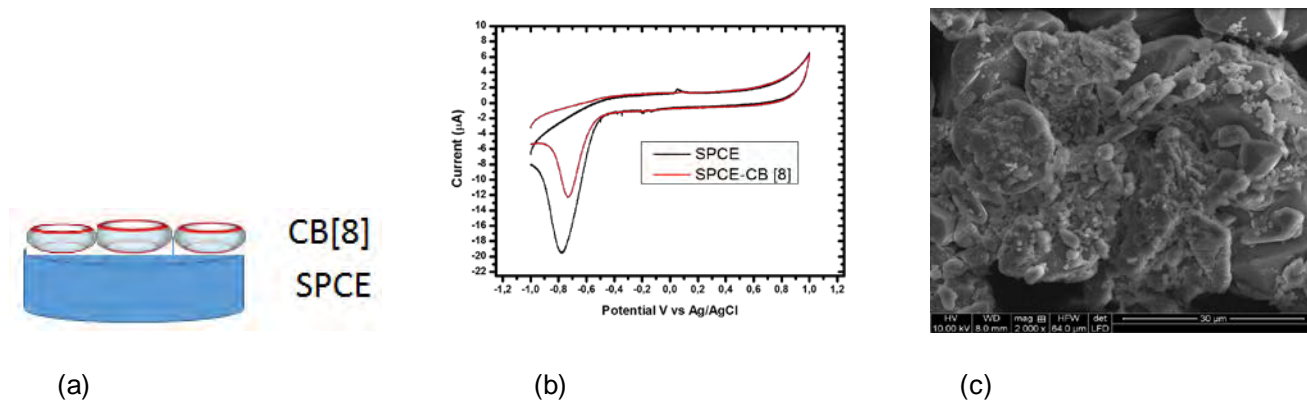 CB[8]
SPCE
10
8
6
4
2
0
-2
-4
-6
-8
-10
-12
-14
-16
-18
-20
-22
Current (µA)
SPCE
SPCE-CB [8]
-1,2 -1,0 -0,8 -0,6 -0,4 -0,2 0,0 0,2 0,4 0,6 0,8 1,0 1,2
Potential V vs Ag/AgCl
HV WD mag HFW det
10.00 kV 8.0 mm 2 000 x 64.0 µm LFD
30 µm
(a) (b) (c)